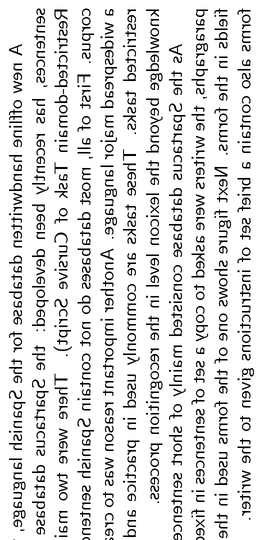 A new offline handwritten database for the Spanish language,
sentences, has recently been developed: the Spartacus database
Restricted-domain Task of Cursive Script). There were two mai
corpus. First of all, most databases do not contain Spanish sentenc
a widespread major language. Another important reason was to crea
restricted tasks. These tasks are commonly used in practice and
knowledge beyond the lexicon level in the recognition process.
As the Spartacus database consisted mainly of short sentence
paragraphs, the writers were asked to copy a set of sentences in fixe
fields in the forms. Next figure shows one of the forms used in the
forms also contain a brief set of instructions given to the writer.